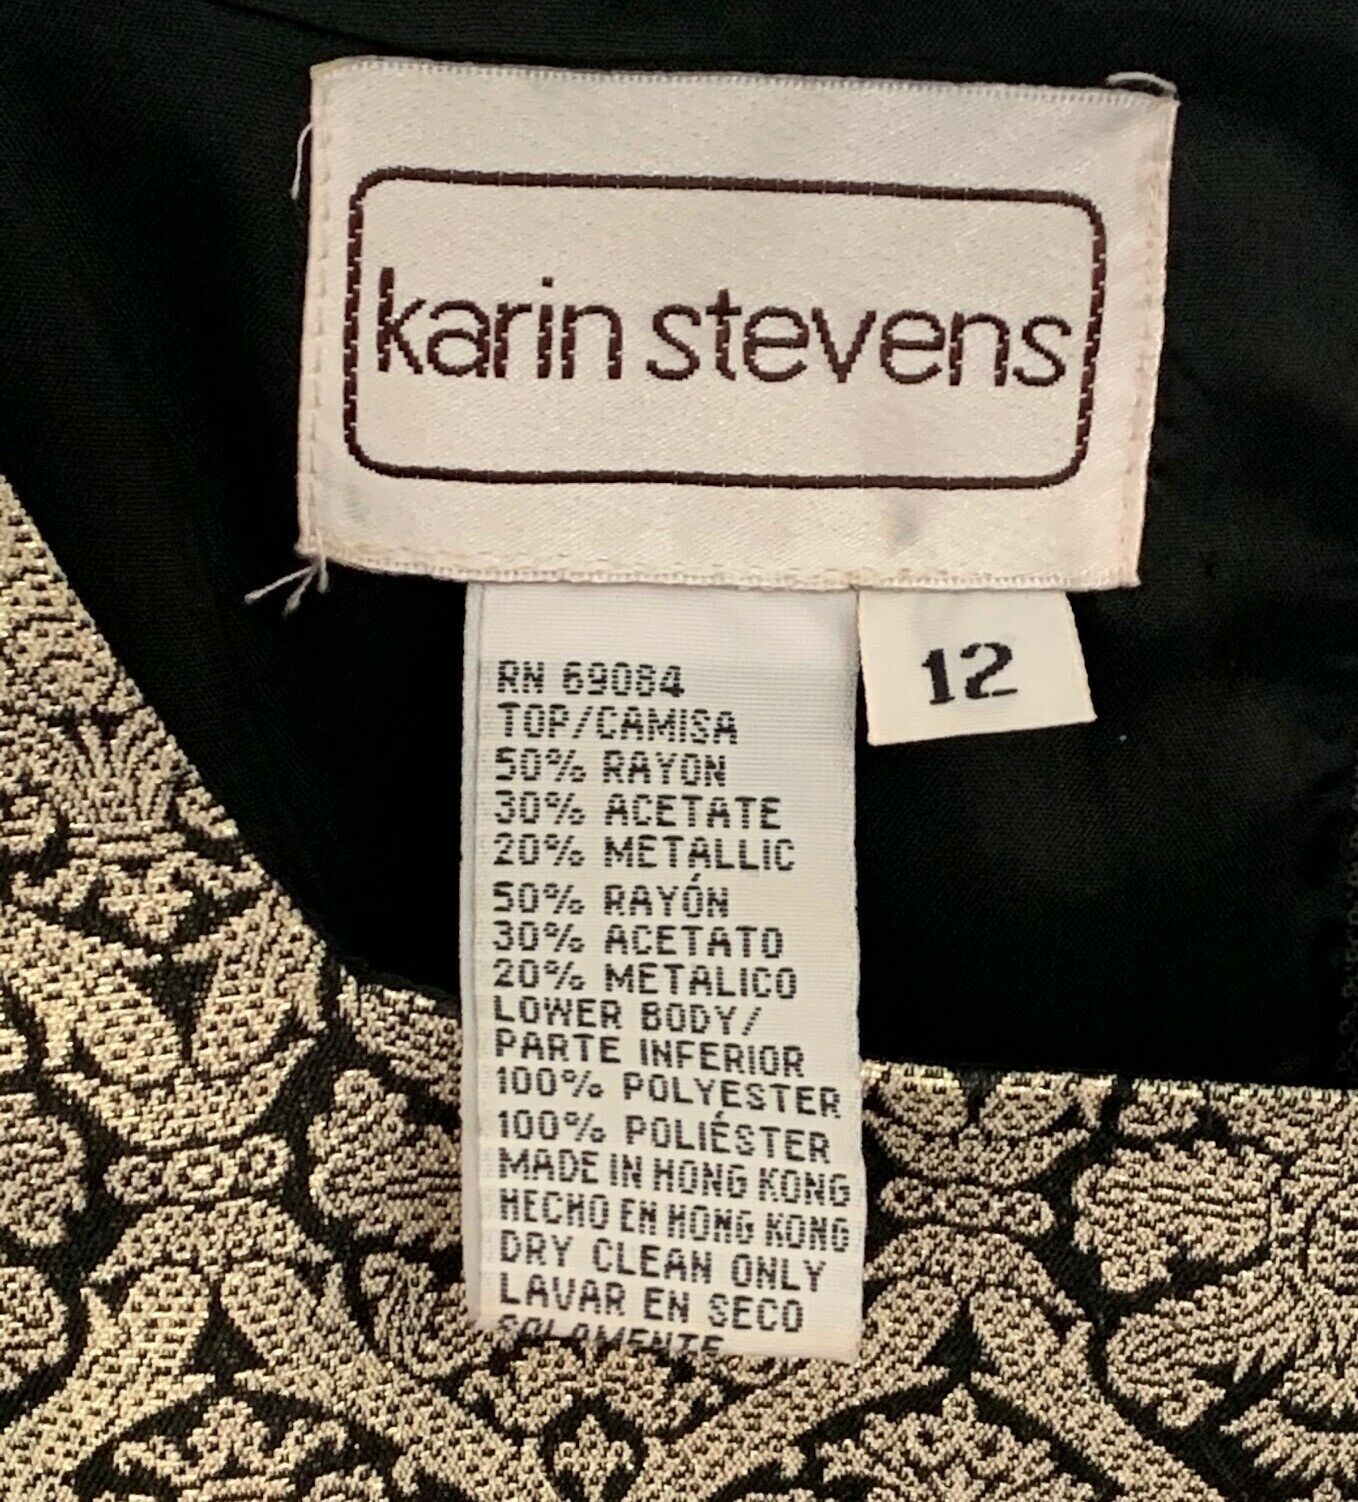 karin stevens
12
RN 69084
TOP/CAMISA
50% RAYON
30% ACETATE
20% METALLIC
50% RAYÓN
30% ACETATO
20% METALICO
LOWER BODY/
PARTE INFERIOR
100% POLYESTER
100% POLIÉSTER
MADE IN HONG KONG
HECHO EN HONG KONG
DRY CLEAN ONLY
LAVAR EN SECO
SOLAMENTE